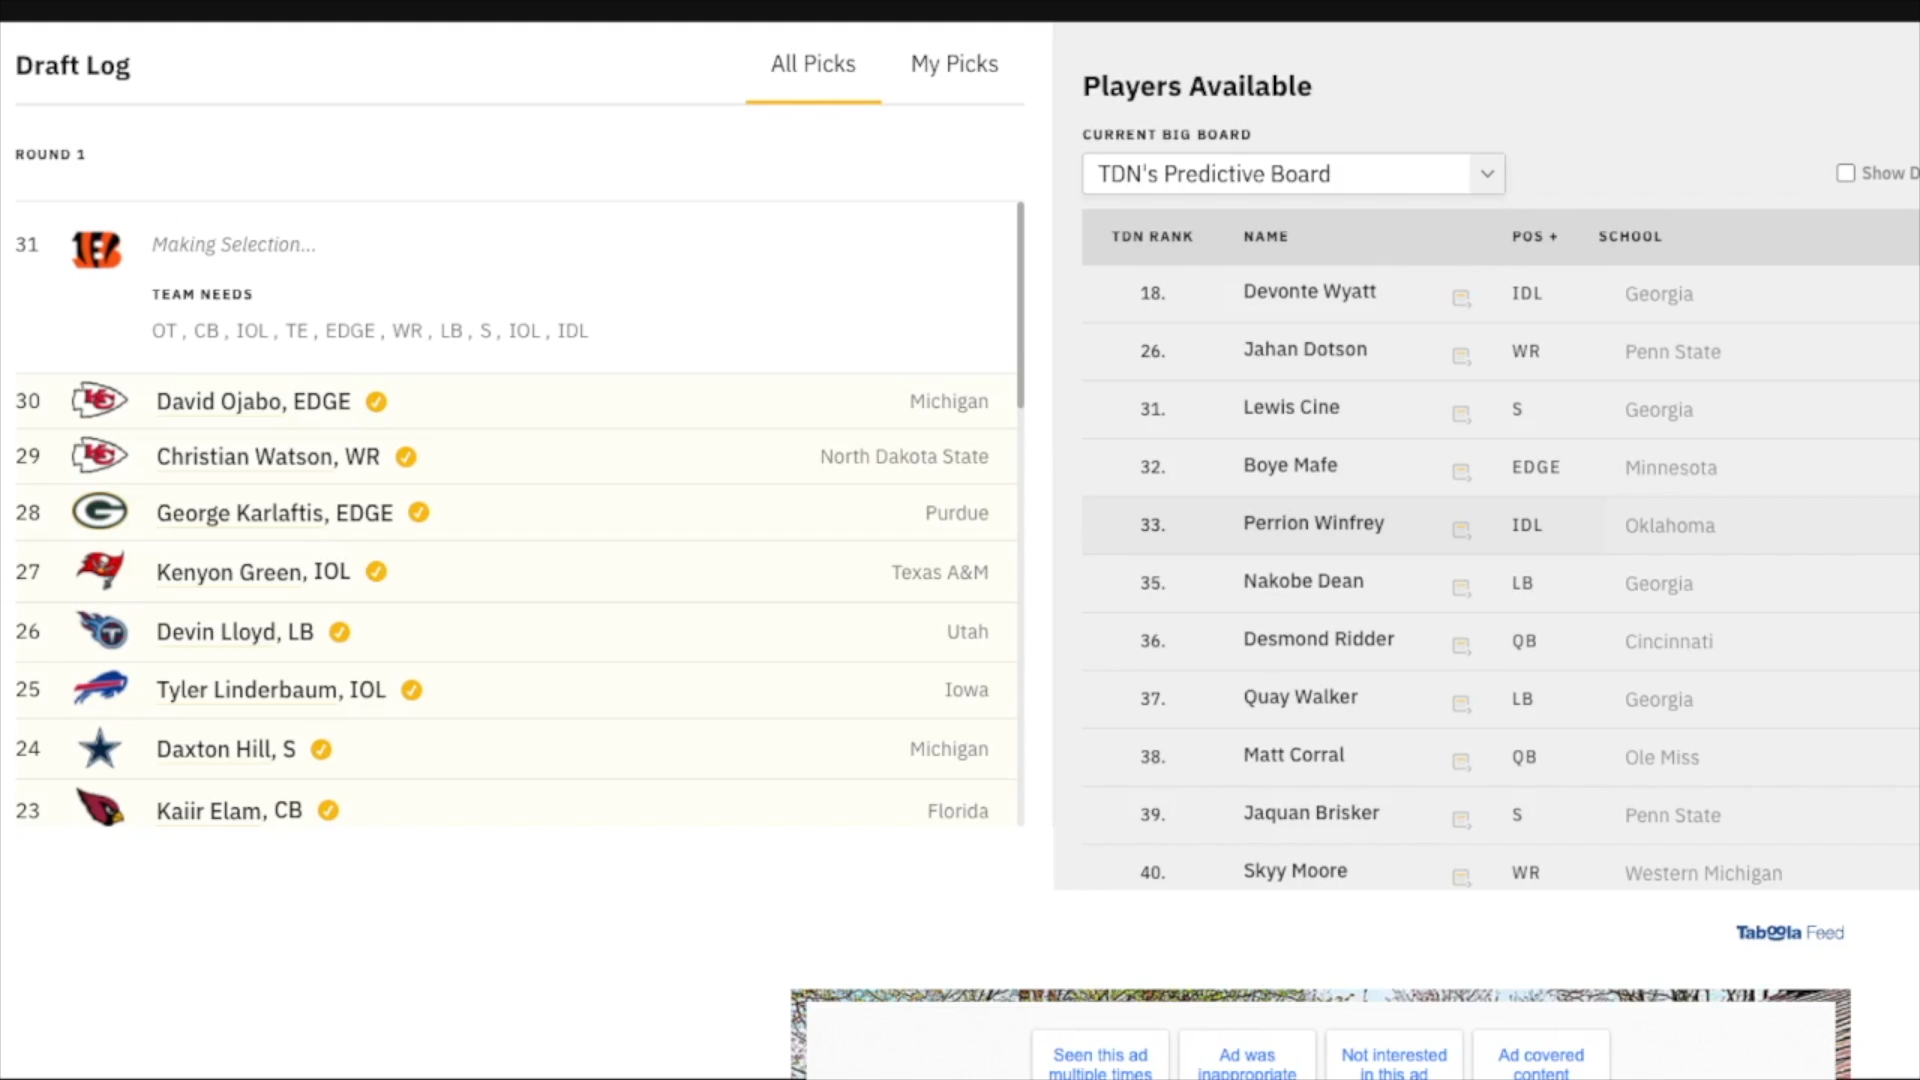 Draft Log
All Picks
My Picks
ROUND 1
31 Making Selection...
TEAM NEEDS
OT , CB , IOL , TE , EDGE , WR , LB , S , IOL , IDL
30 David Ojabo, EDGE Michigan
29 Christian Watson, WR North Dakota State
28 George Karlaftis, EDGE Purdue
27 Kenyon Green, IOL Texas A&M
26 Devin Lloyd, LB Utah
25 Tyler Linderbaum, IOL Iowa
24 Daxton Hill, S Michigan
23 Kaiir Elam, CB Florida
Players Available
CURRENT BIG BOARD
TDN's Predictive Board
Show D
TDN RANK NAME POS + SCHOOL
18. Devonte Wyatt IDL Georgia
26. Jahan Dotson WR Penn State
31. Lewis Cine S Georgia
32. Boye Mafe EDGE Minnesota
33. Perrion Winfrey IDL Oklahoma
35. Nakobe Dean LB Georgia
36. Desmond Ridder QB Cincinnati
37. Quay Walker LB Georgia
38. Matt Corral QB Ole Miss
39. Jaquan Brisker S Penn State
40. Skyy Moore WR Western Michigan
Taboola Feed
Seen this ad
multiple times
Ad was
inappropriate
Not interested
in this ad
Ad covered
content